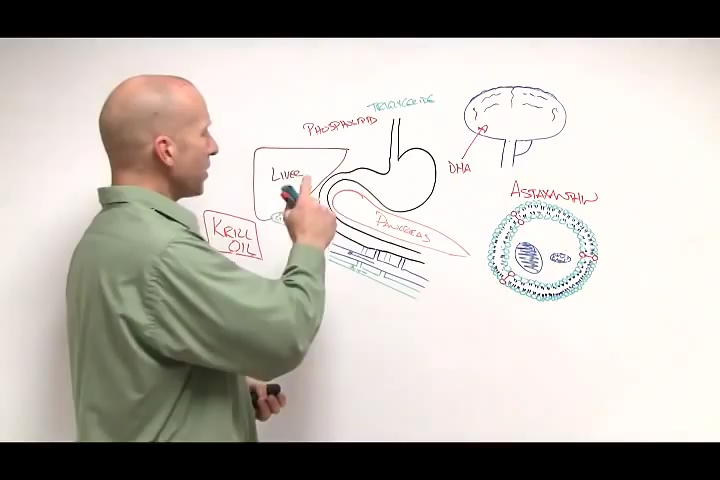 TRIGLYCERIDE
PHOSPHOLIPID
LIVER
DHA
ASTAXANTHIN
PANCREAS
KRILL
OIL